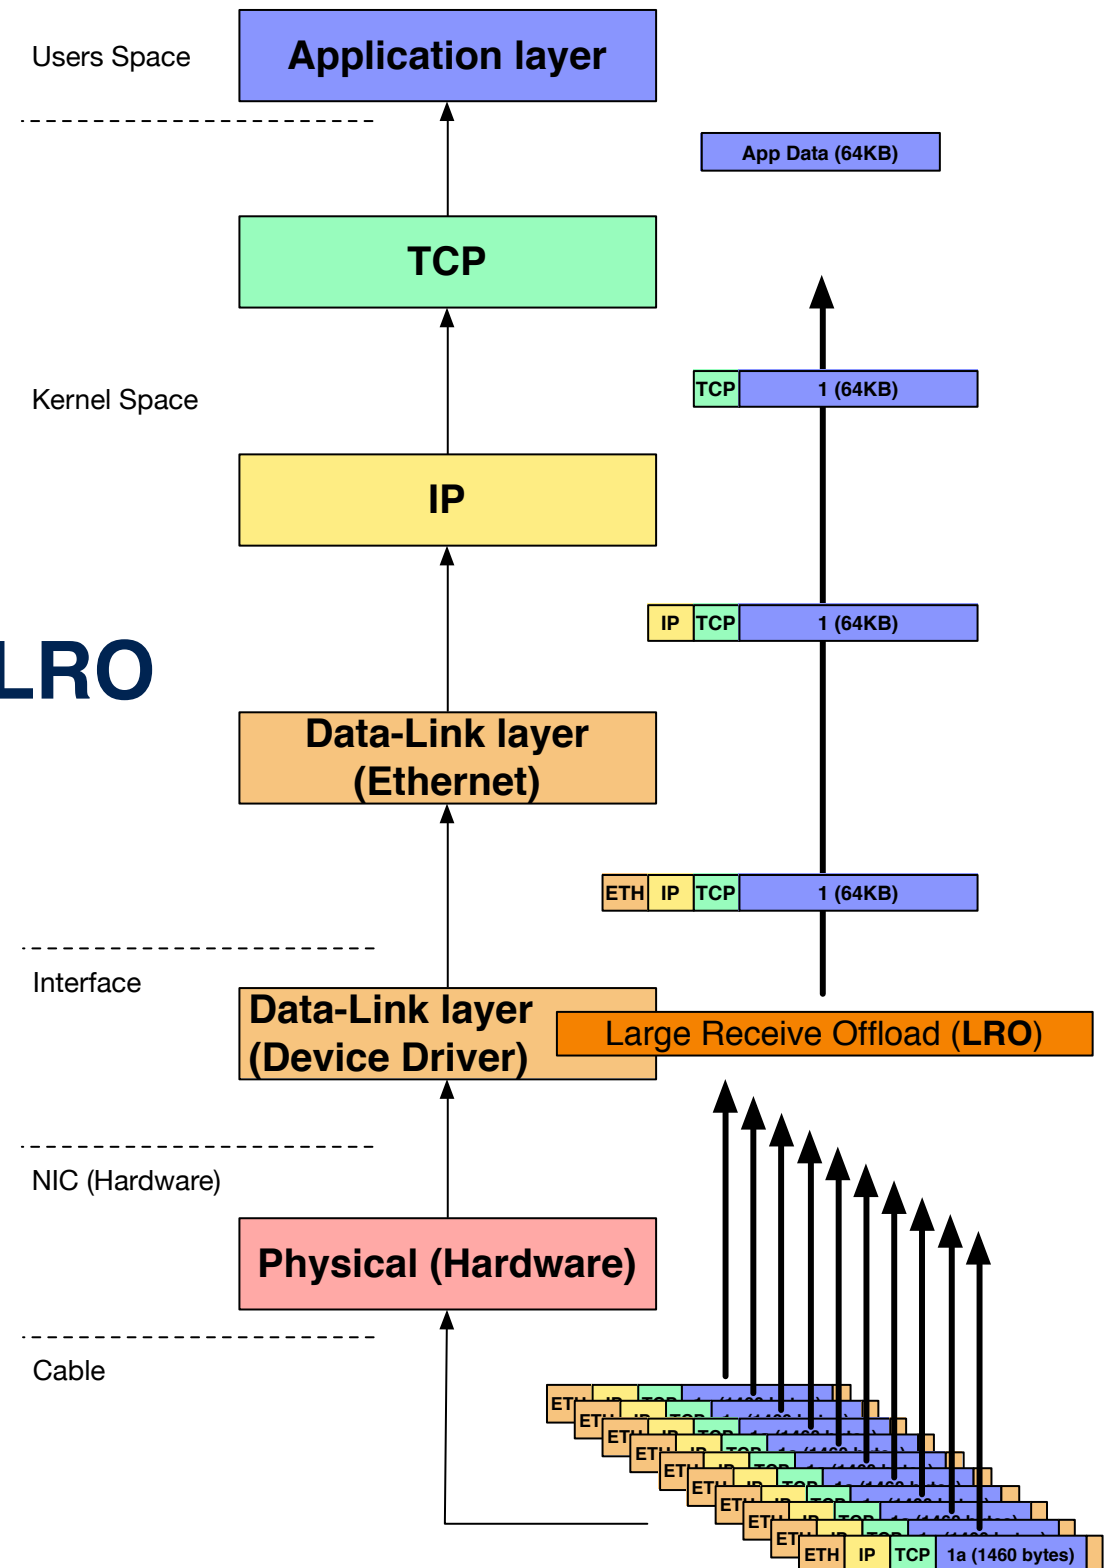 Users Space
Application layer
App Data (64KB)
TCP
Kernel Space
TCP 1 (64KB)
IP
IP TCP 1 (64KB)
LRO
Data-Link layer
(Ethernet)
ETH IP TCP 1 (64KB)
Interface
Data-Link layer
(Device Driver)
Large Receive Offload (LRO)
NIC (Hardware)
Physical (Hardware)
Cable
ETH IP TCP 1a (1460 bytes)